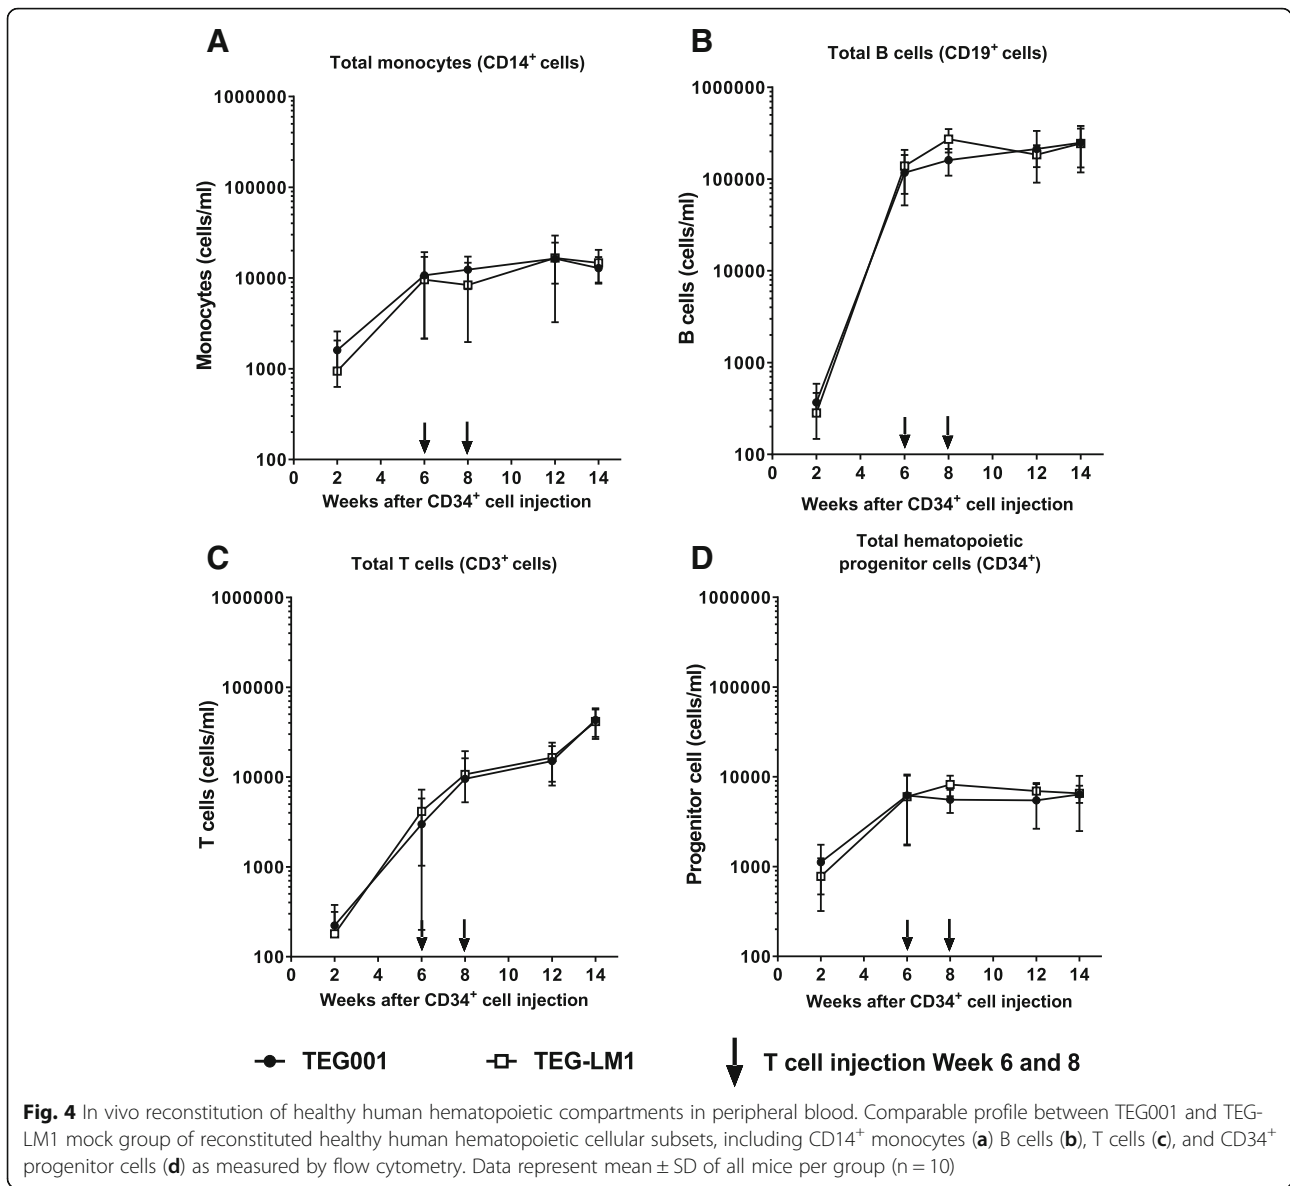 A
Total monocytes (CD14+ cells)
Monocytes (cells/ml)
1000000
100000
10000
1000
100
0 2 4 6 8 10 12 14
Weeks after CD34+ cell injection
B
Total B cells (CD19+ cells)
B cells (cells/ml)
1000000
100000
10000
1000
100
0 2 4 6 8 10 12 14
Weeks after CD34+ cell injection
C
Total T cells (CD3+ cells)
T cells (cells/ml)
1000000
100000
10000
1000
100
0 2 4 6 8 10 12 14
Weeks after CD34+ cell injection
D
Total hematopoietic
progenitor cells (CD34+)
Progenitor cell (cells/ml)
1000000
100000
10000
1000
100
0 2 4 6 8 10 12 14
Weeks after CD34+ cell injection
TEG001 TEG-LM1 T cell injection Week 6 and 8
Fig. 4 In vivo reconstitution of healthy human hematopoietic compartments in peripheral blood. Comparable profile between TEG001 and TEG-
LM1 mock group of reconstituted healthy human hematopoietic cellular subsets, including CD14+ monocytes (a) B cells (b), T cells (c), and CD34+
progenitor cells (d) as measured by flow cytometry. Data represent mean ± SD of all mice per group (n = 10)